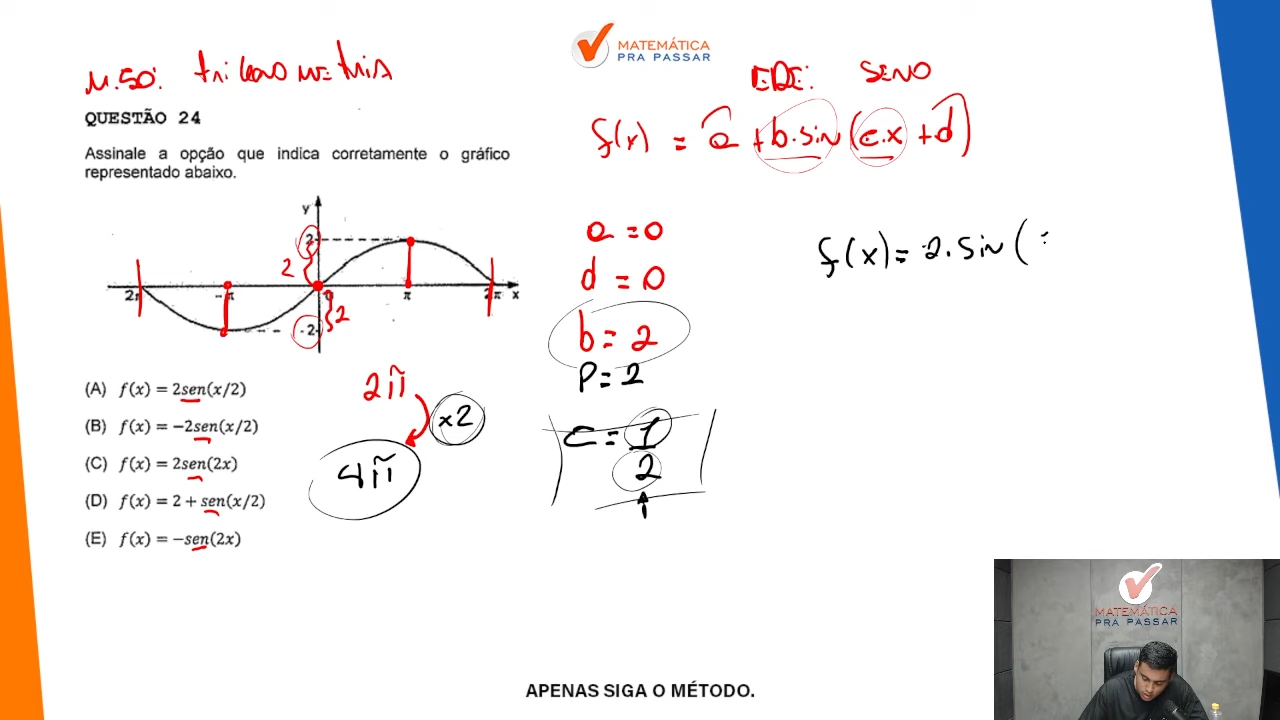 MATEMÁTICA
PRA PASSAR
M.50: trigonometria
EDE: SENO
QUESTÃO 24
f(x) = a + b.sin (c.x + d)
Assinale a opção que indica corretamente o gráfico
representado abaixo.
y
2
2
2π
-π
0
π
2π
x
2
-2
a = 0
d = 0
b = 2
P = 2
C = 1
2
f(x) = 2.sin (
(A) f(x) = 2sen(x/2)
(B) f(x) = −2sen(x/2)
(C) f(x) = 2sen(2x)
(D) f(x) = 2 + sen(x/2)
(E) f(x) = −sen(2x)
2π
x2
4π
MATEMÁTICA
PRA PASSAR
APENAS SIGA O MÉTODO.